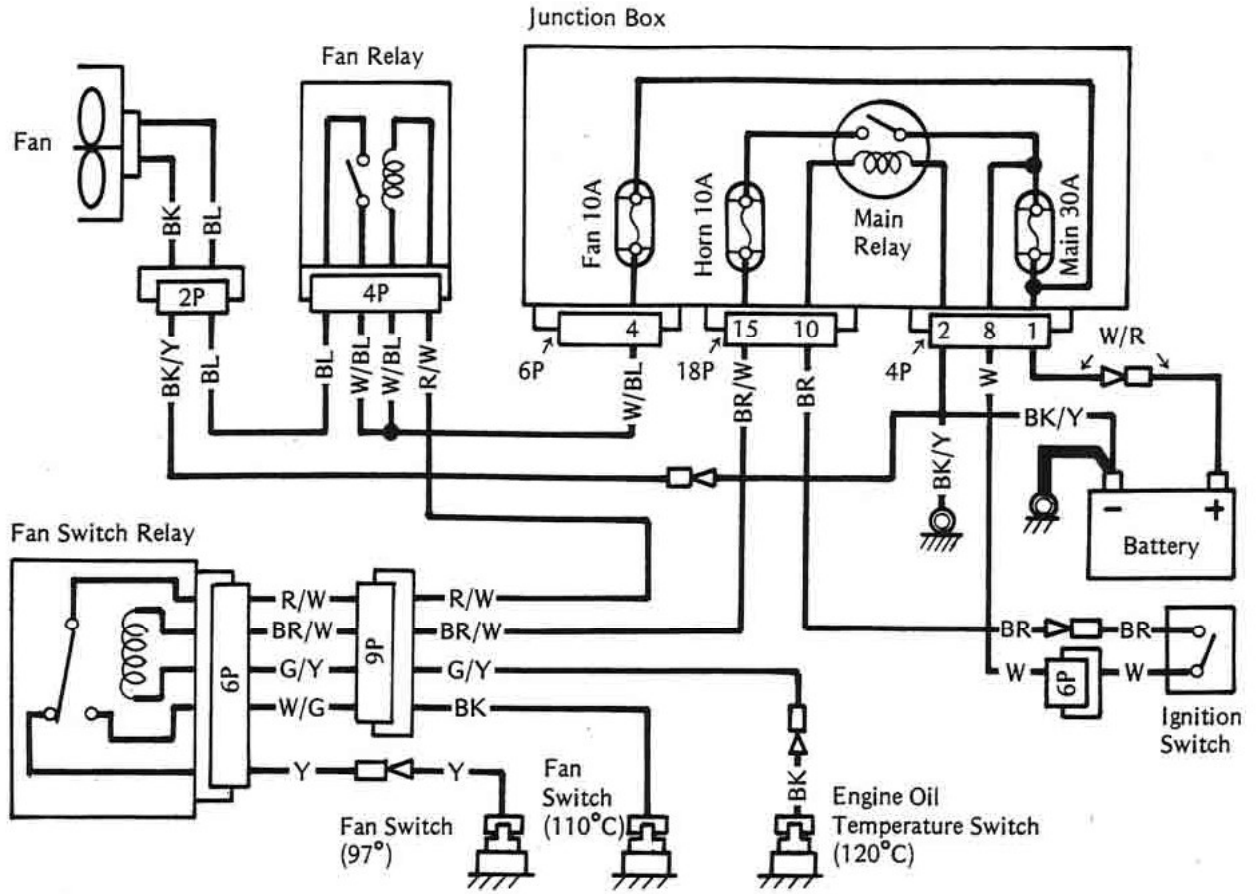 Junction Box
Fan Relay
Fan
Fan 10A
Horn 10A
Main
Relay
Main 30A
BK
BL
2P
4P
4
15
10
2
8
1
6P
18P
4P
W/R
BK/Y
BL
BL
W/BL
W/BL
R/W
W/BL
BR/W
BR
BK/Y
W
BK/Y
−
+
Battery
Fan Switch Relay
6P
R/W
BR/W
G/Y
W/G
Y
9P
R/W
BR/W
G/Y
BK
Y
BR
BR
W
6P
W
Ignition
Switch
BK
Fan Switch
(97°)
Fan
Switch
(110°C)
Engine Oil
Temperature Switch
(120°C)